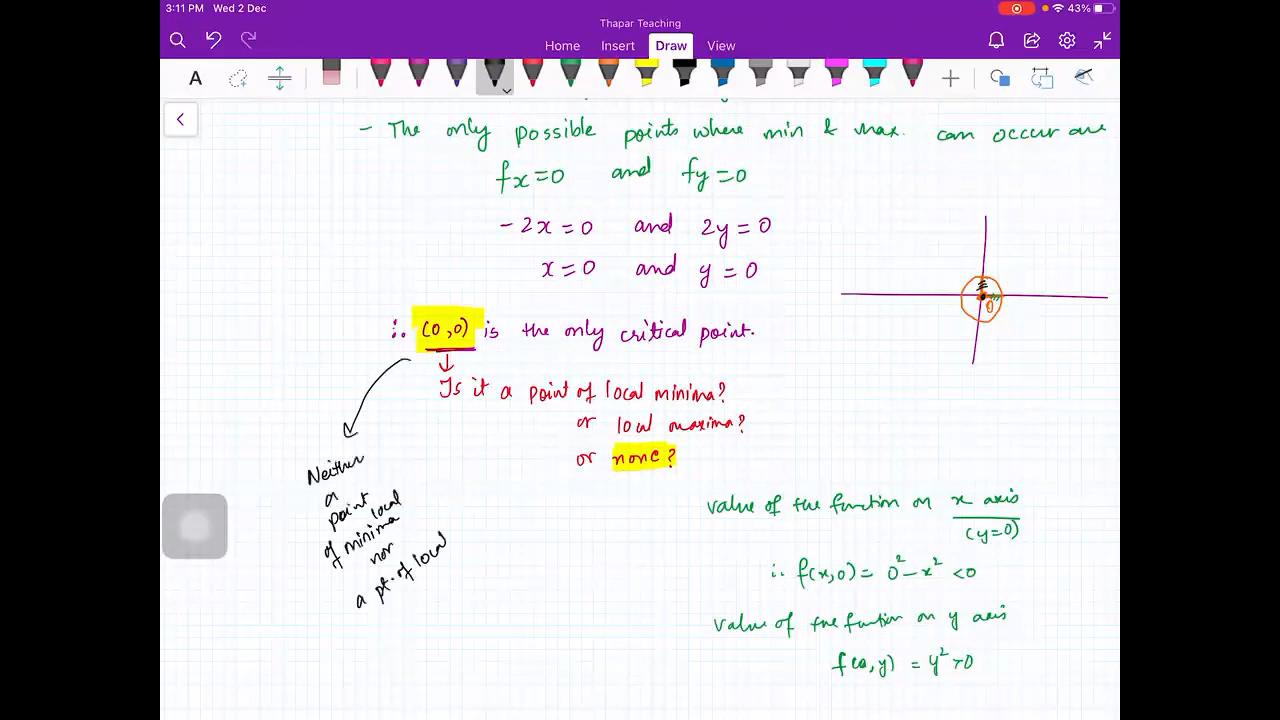 3:11 PM Wed 2 Dec
43%
Thapar Teaching
Home Insert Draw View
A
- The only possible points where min & max. can occur are
fx=0 and fy=0
-2x=0 and 2y=0
x=0 and y=0
∴ (0,0) is the only critical point.
Is it a point of local minima?
or local maxima?
or none?
0
Neither
a
point
of minima local
nor
a pt. of local
value of the function on x axis
(y=0)
∴ f(x,0) = 0²-x² <0
value of the function on y axis
f(0,y) = y²>0